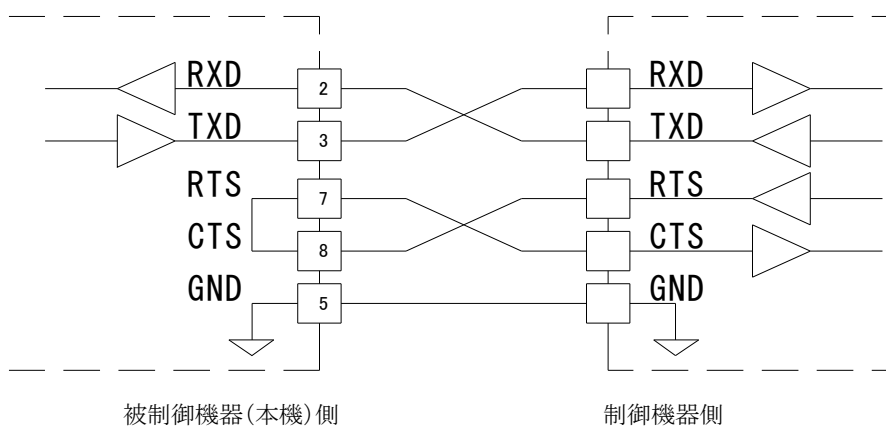 RXD 2 RXD
TXD 3 TXD
RTS 7 RTS
CTS 8 CTS
GND 5 GND
被制御機器(本機)側 制御機器側